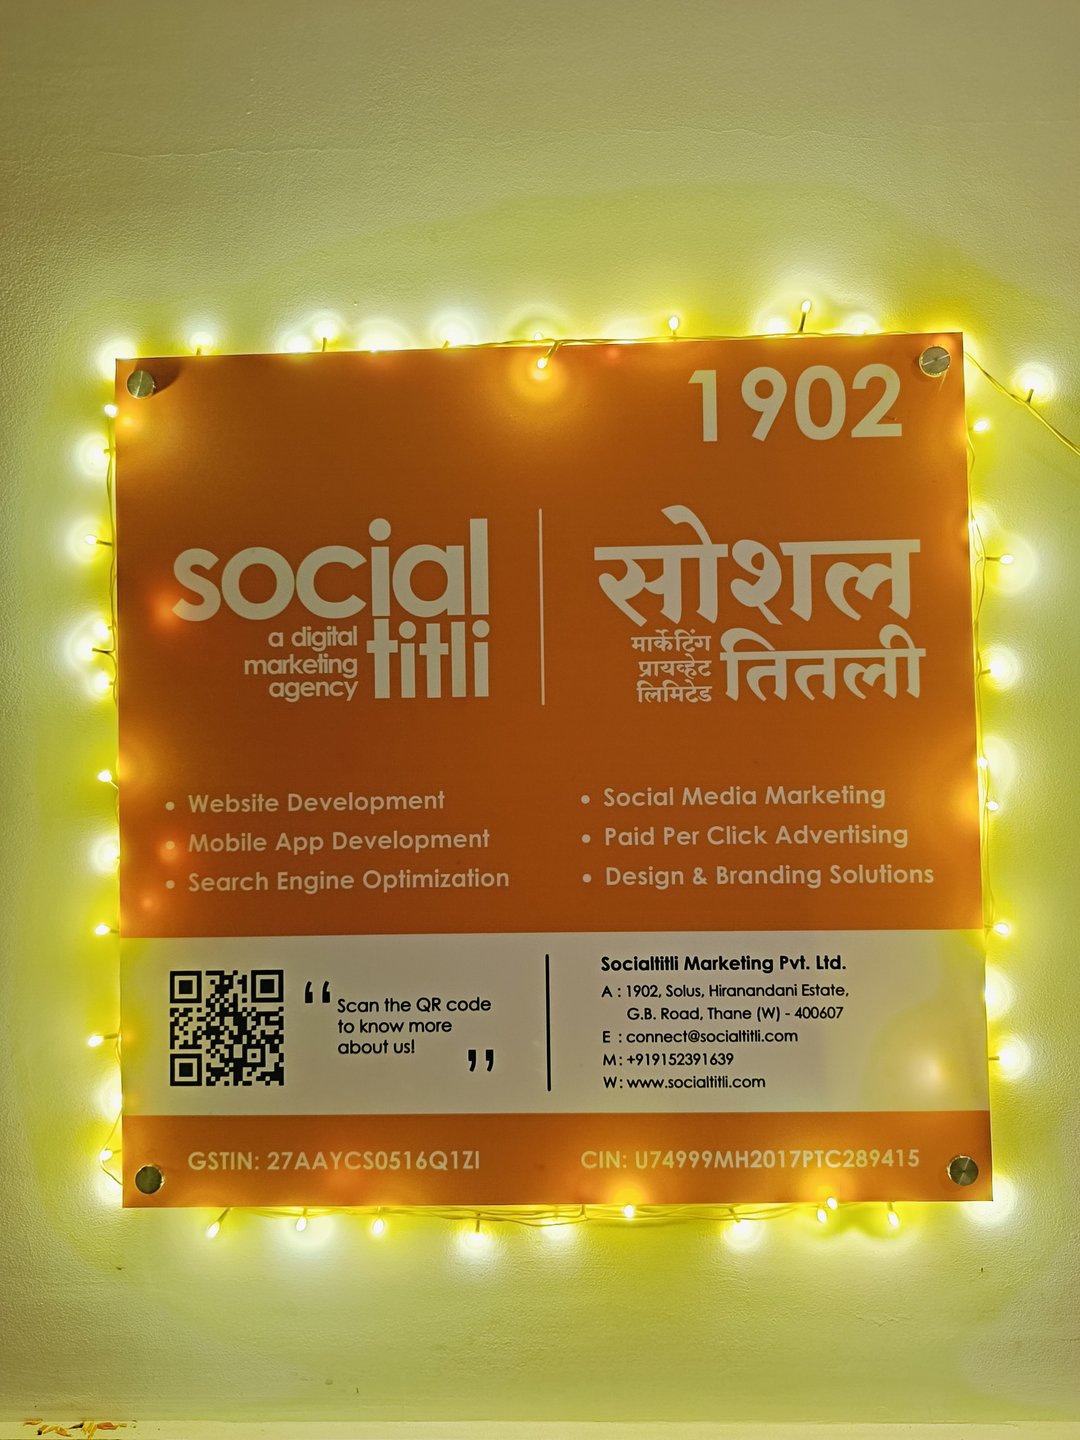 1902
social
titli
a digital
marketing
agency
सोशल
तितली
मार्केटिंग
प्रायव्हेट
लिमिटेड
• Website Development
• Mobile App Development
• Search Engine Optimization
• Social Media Marketing
• Paid Per Click Advertising
• Design & Branding Solutions
“ Scan the QR code
to know more
about us! ”
Socialtitli Marketing Pvt. Ltd.
A : 1902, Solus, Hiranandani Estate,
G.B. Road, Thane (W) - 400607
E : connect@socialtitli.com
M : +919152391639
W : www.socialtitli.com
GSTIN: 27AAYCS0516Q1ZI
CIN: U74999MH2017PTC289415